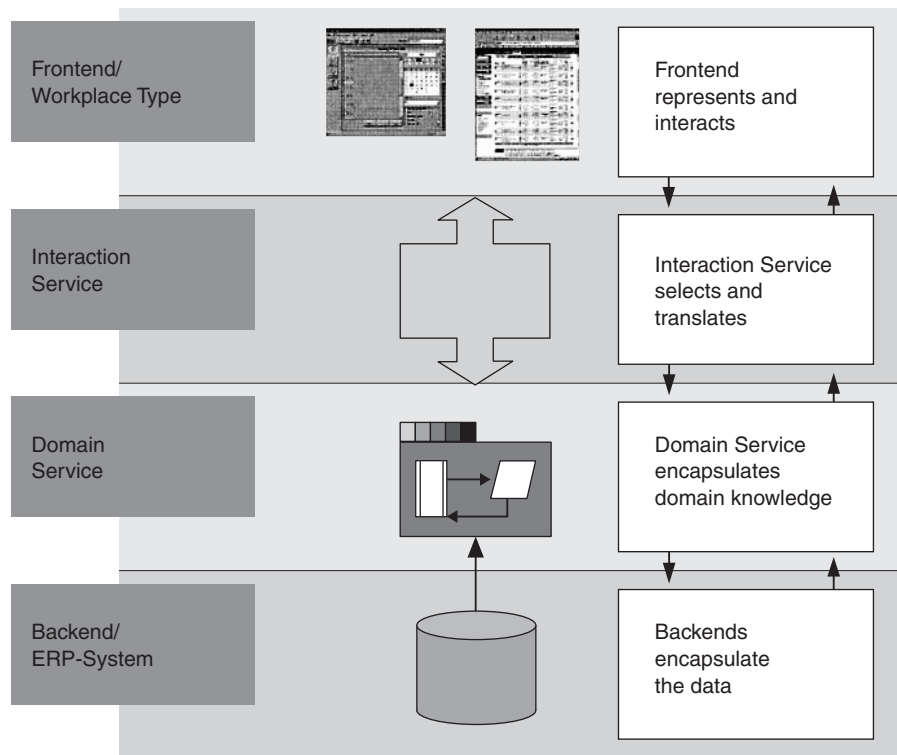 Frontend/
Workplace Type
Frontend
represents and
interacts
Interaction
Service
Interaction Service
selects and
translates
Domain
Service
Domain Service
encapsulates
domain knowledge
Backend/
ERP-System
Backends
encapsulate
the data